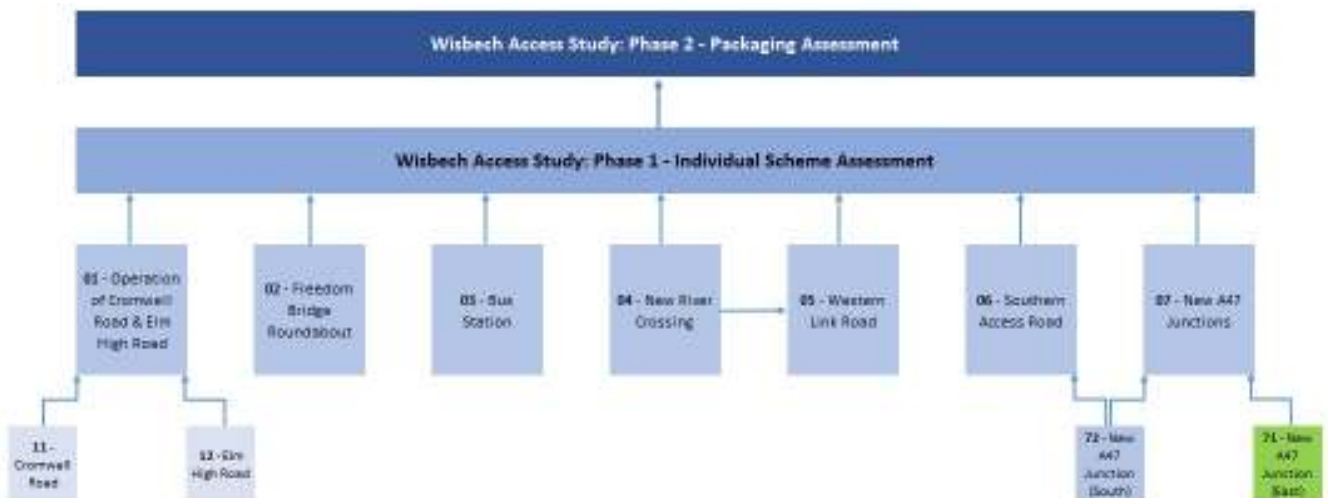 Wisbech Access Study: Phase 2 - Packaging Assessment
Wisbech Access Study: Phase 1 - Individual Scheme Assessment
01 - Operation
of Cromwell
Road & Elm
High Road
02 - Freedom
Bridge
Roundabout
03 - Bus
Station
04 - New River
Crossing
05 - Western
Link Road
06 - Southern
Access Road
07 - New A47
Junctions
11 -
Cromwell
Road
12 - Elm
High Road
72 - New
A47
Junction
(South)
71 - New
A47
Junction
(East)